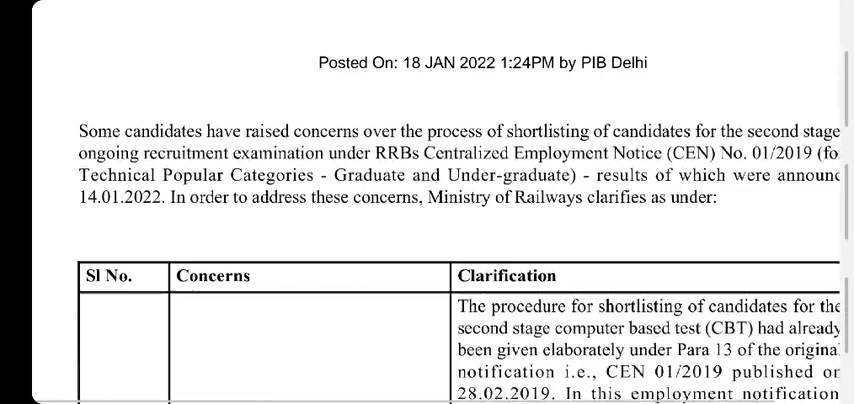 Posted On: 18 JAN 2022 1:24PM by PIB Delhi
Some candidates have raised concerns over the process of shortlisting of candidates for the second stage
ongoing recruitment examination under RRBs Centralized Employment Notice (CEN) No. 01/2019 (fo
Technical Popular Categories - Graduate and Under-graduate) - results of which were announc
14.01.2022. In order to address these concerns, Ministry of Railways clarifies as under:
Sl No. Concerns Clarification
The procedure for shortlisting of candidates for the
second stage computer based test (CBT) had already
been given elaborately under Para 13 of the origina
notification i.e., CEN 01/2019 published on
28.02.2019. In this employment notification